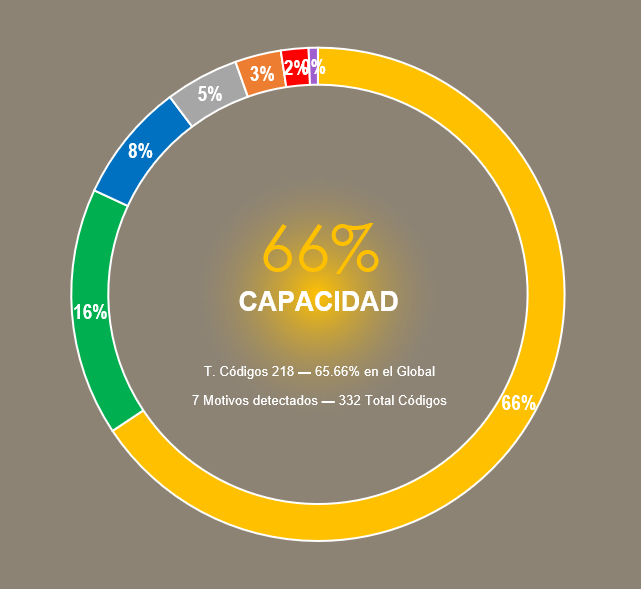 2%
0%
3%
5%
8%
66%
CAPACIDAD
16%
T. Códigos 218 — 65.66% en el Global
7 Motivos detectados — 332 Total Códigos
66%